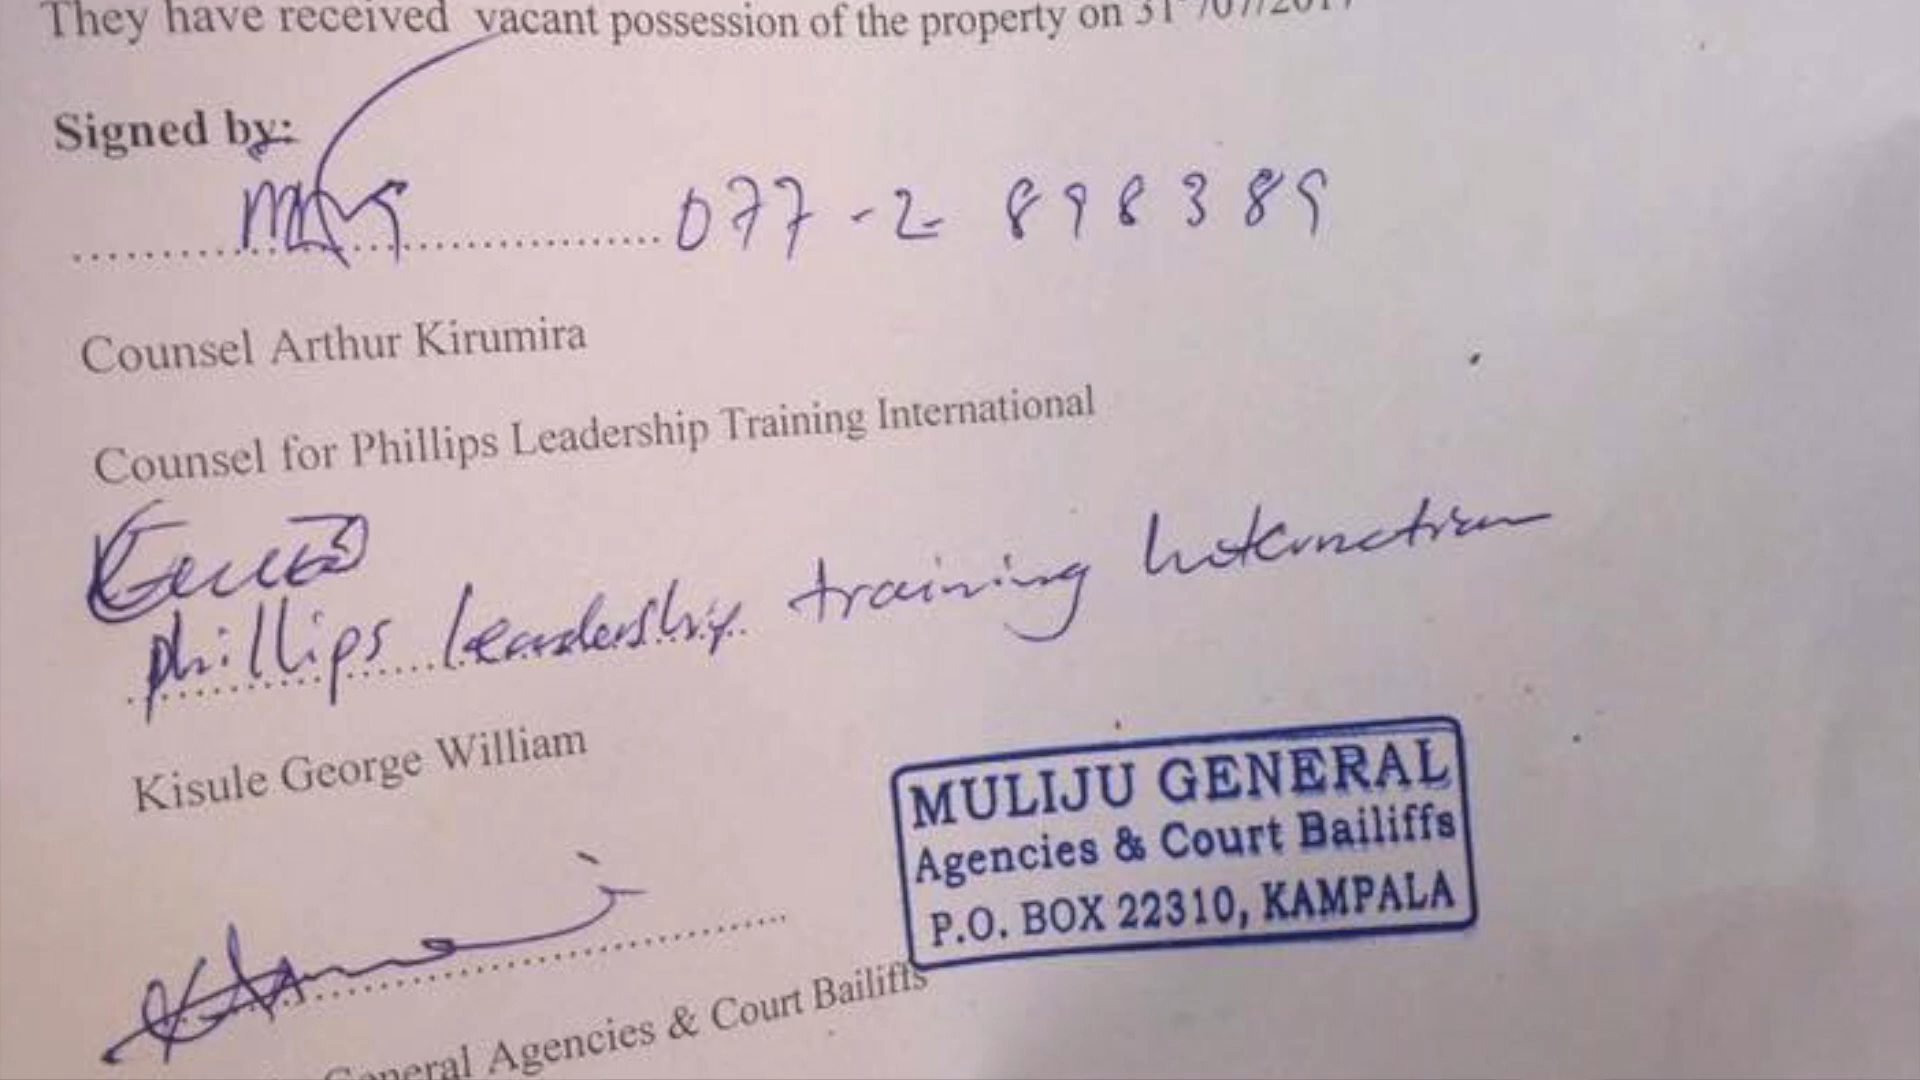 They have received vacant possession of the property on
Signed by:
077-2 898389
Counsel Arthur Kirumira
Counsel for Phillips Leadership Training International
phillips leadership training Internation
Kisule George William
MULIJU GENERAL
Agencies & Court Bailiffs
P.O. BOX 22310, KAMPALA
General Agencies & Court Bailiffs